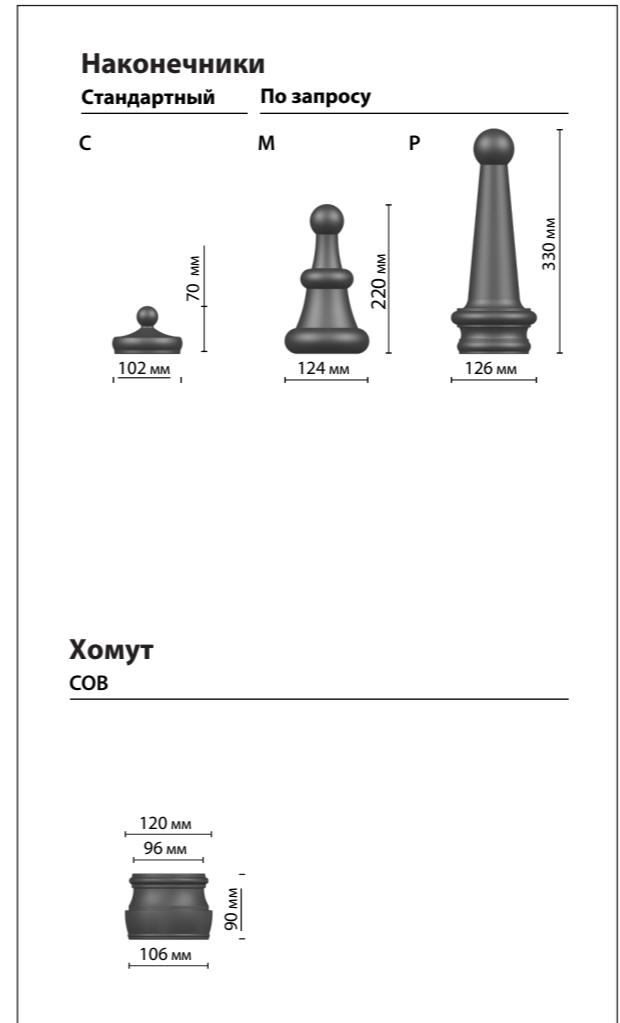 Наконечники
Стандартный
По запросу
С
М
Р
70 мм
220 мм
330 мм
102 мм
124 мм
126 мм
Хомут
СОВ
120 мм
96 мм
90 мм
106 мм